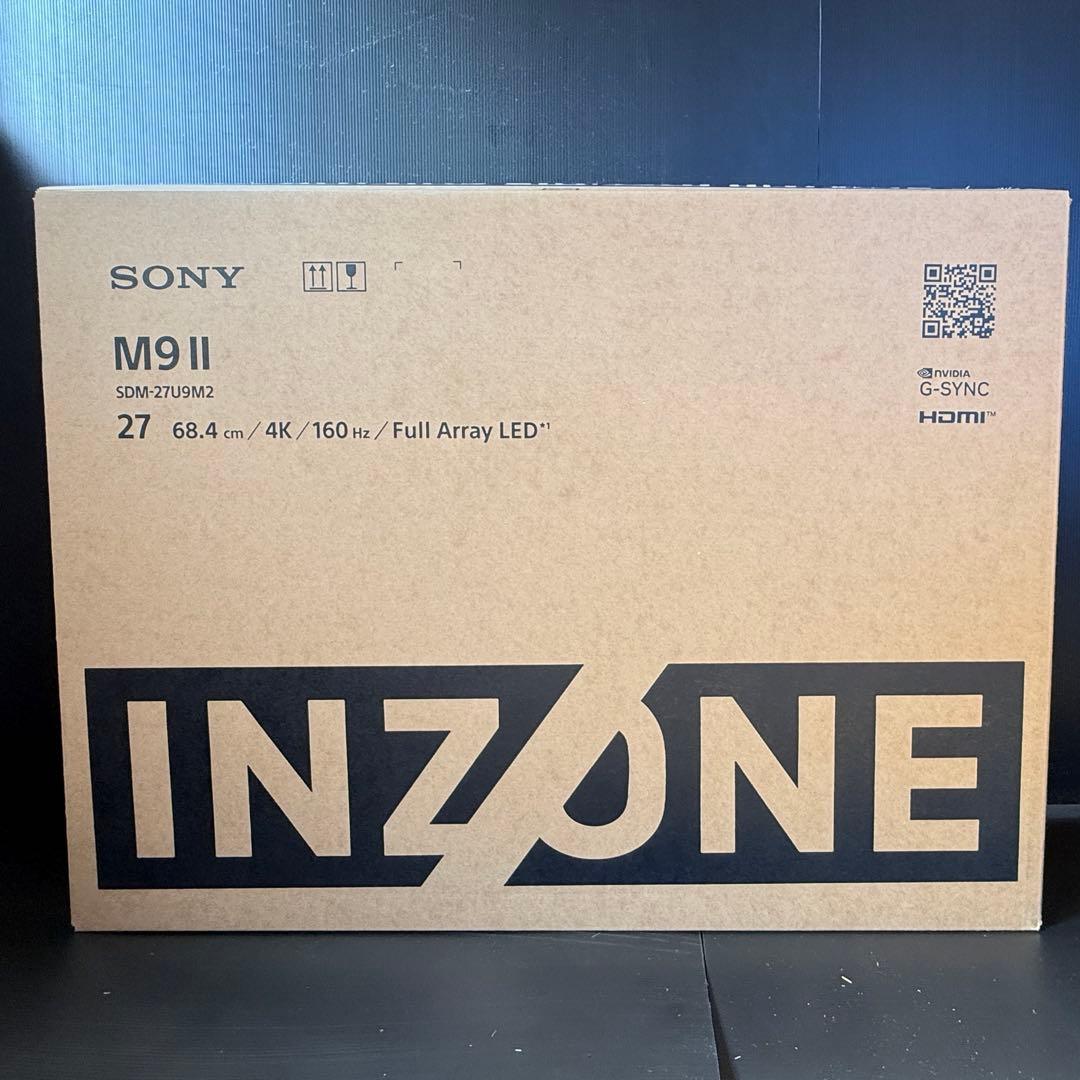 SONY
M9 II
SDM-27U9M2
27 68.4 cm / 4K / 160 Hz / Full Array LED*1
NVIDIA
G-SYNC
HDMI™
INZONE